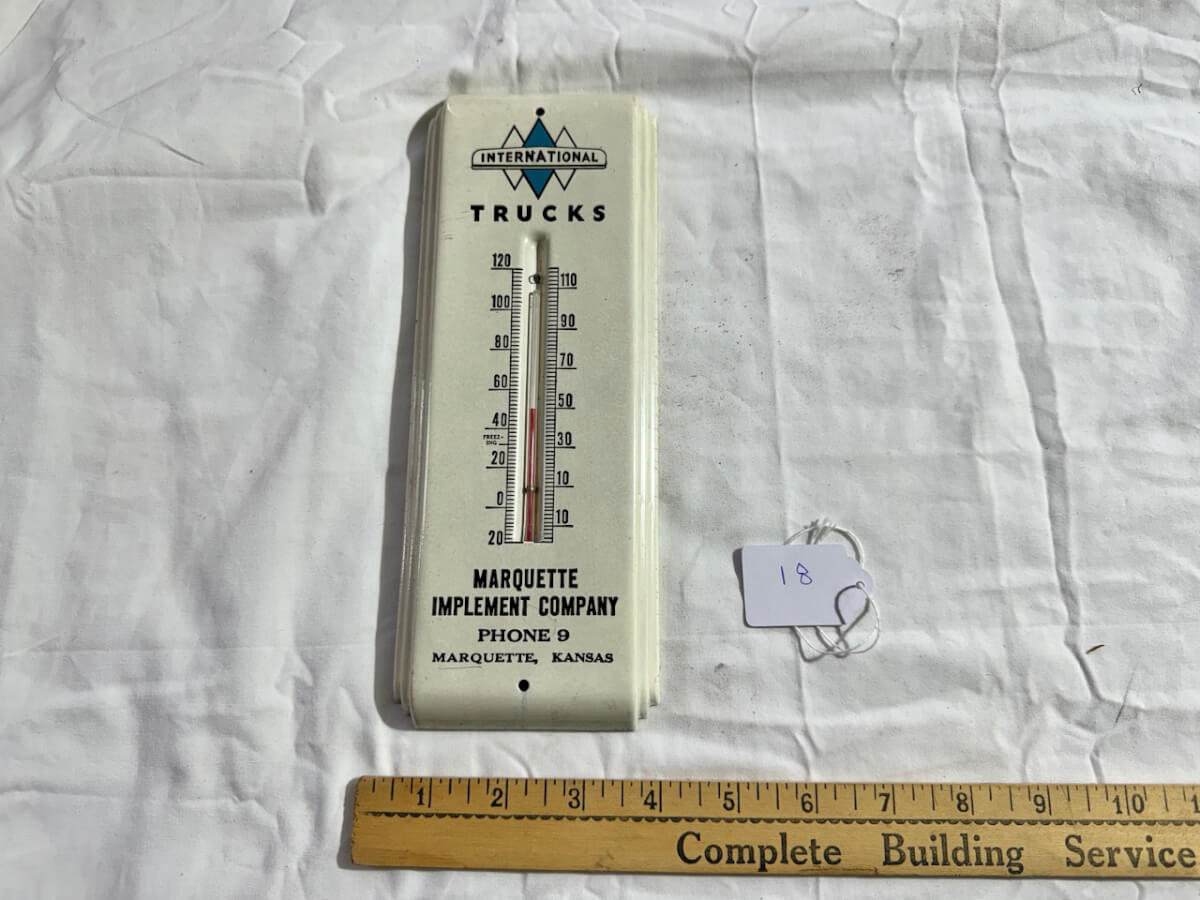 INTERNATIONAL
TRUCKS
120
110
100
90
80
70
60
50
40
FREEZ-
ING
30
20
10
0
10
20
MARQUETTE
IMPLEMENT COMPANY
PHONE 9
MARQUETTE, KANSAS
18
1 2 3 4 5 6 7 8 9 10 1
Complete Building Service